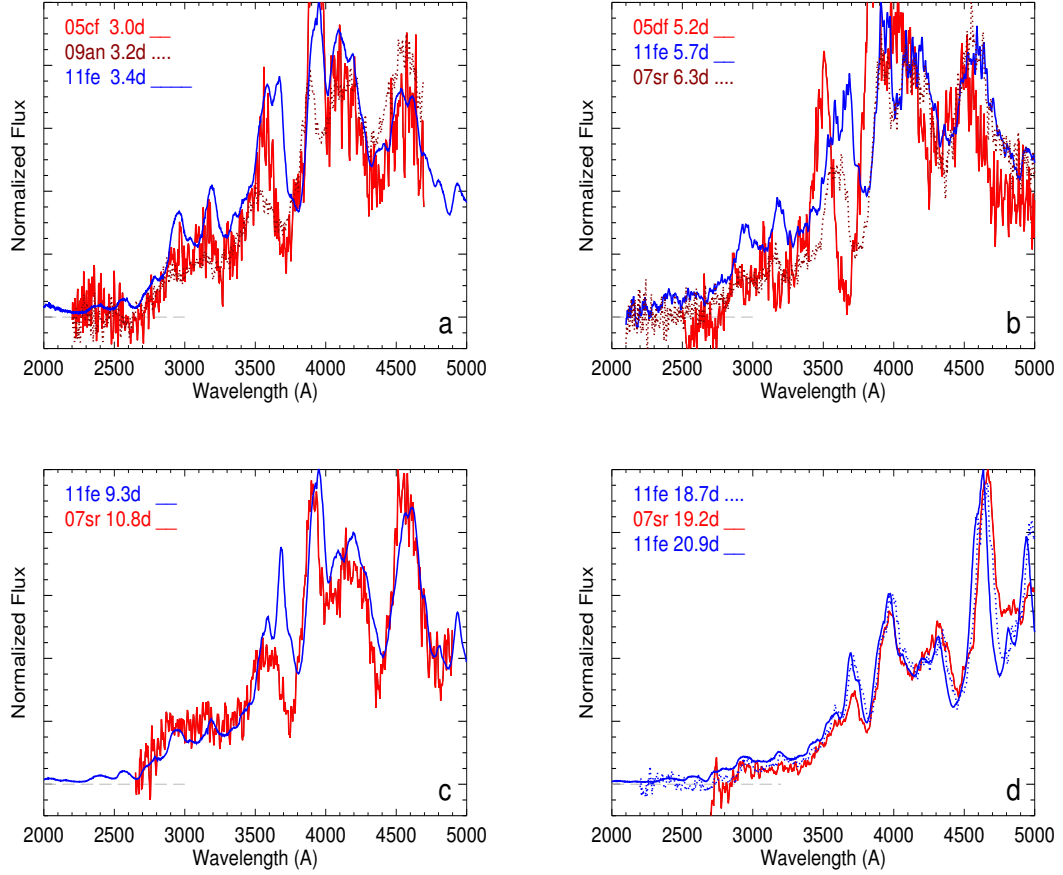 05cf 3.0d __
09an 3.2d ....
11fe 3.4d ____
a
Normalized Flux
2000 2500 3000 3500 4000 4500 5000
Wavelength (A)
05df 5.2d __
11fe 5.7d __
07sr 6.3d ....
b
Normalized Flux
2000 2500 3000 3500 4000 4500 5000
Wavelength (A)
11fe 9.3d __
07sr 10.8d __
c
Normalized Flux
2000 2500 3000 3500 4000 4500 5000
Wavelength (A)
11fe 18.7d ....
07sr 19.2d __
11fe 20.9d __
d
Normalized Flux
2000 2500 3000 3500 4000 4500 5000
Wavelength (A)